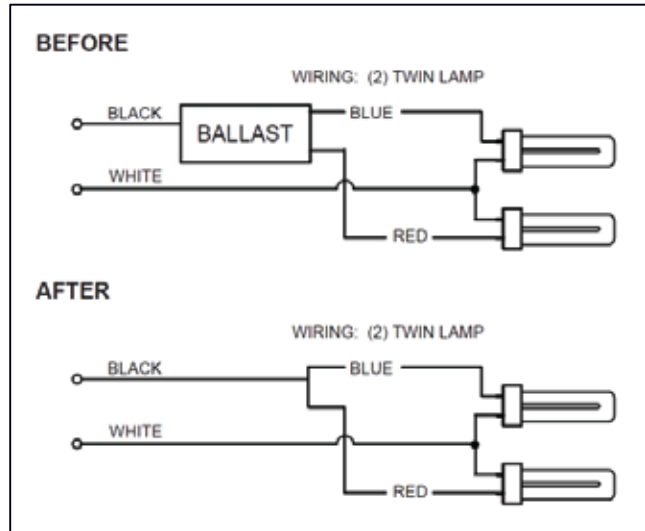 BEFORE
WIRING: (2) TWIN LAMP
BLACK
BLUE
BALLAST
WHITE
RED
AFTER
WIRING: (2) TWIN LAMP
BLACK
BLUE
WHITE
RED